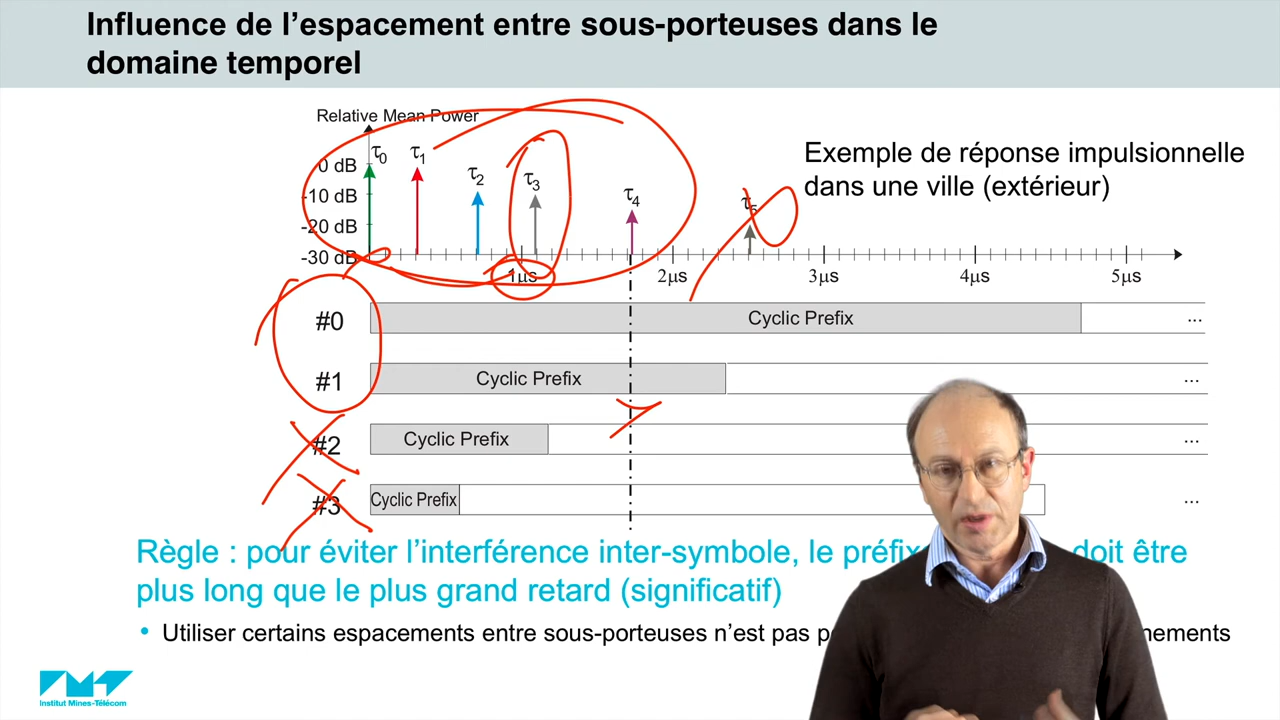 Influence de l'espacement entre sous-porteuses dans le
domaine temporel
Relative Mean Power
τ0
τ1
τ2
τ3
τ4
0 dB
-10 dB
-20 dB
-30 dB
1µs
2µs
3µs
4µs
5µs
Exemple de réponse impulsionnelle
dans une ville (extérieur)
#0
Cyclic Prefix
...
#1
Cyclic Prefix
...
#2
Cyclic Prefix
...
#3
Cyclic Prefix
...
Règle : pour éviter l'interférence inter-symbole, le préfix doit être
plus long que le plus grand retard (significatif)
• Utiliser certains espacements entre sous-porteuses n'est pas
Institut Mines-Télécom